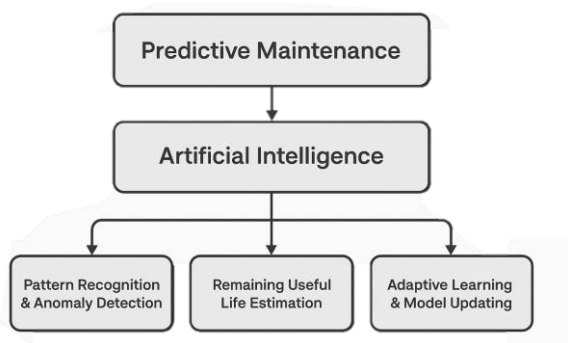 Predictive Maintenance
Artificial Intelligence
Pattern Recognition
& Anomaly Detection
Remaining Useful
Life Estimation
Adaptive Learning
& Model Updating